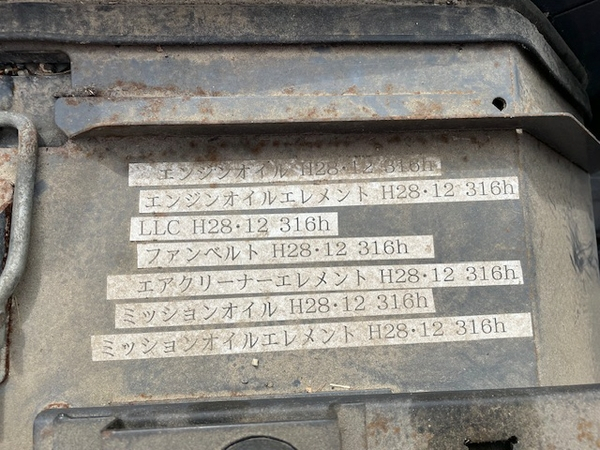 エンジンオイル H28・12 316h
エンジンオイルエレメント H28・12 316h
LLC H28・12 316h
ファンベルト H28・12 316h
エアクリーナーエレメント H28・12 316h
ミッションオイル H28・12 316h
ミッションオイルエレメント H28・12 316h